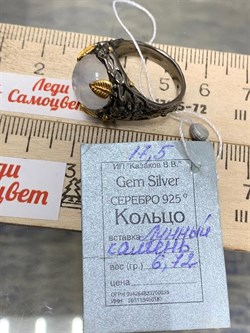 Леди
Самоцвет
Леди
Самоцвет
72
17,5
ИП "Казаков В.В."
Gem Silver
СЕРЕБРО 925°
Кольцо
вставка Лунный
камень
вес (гр.) 6,12
цена